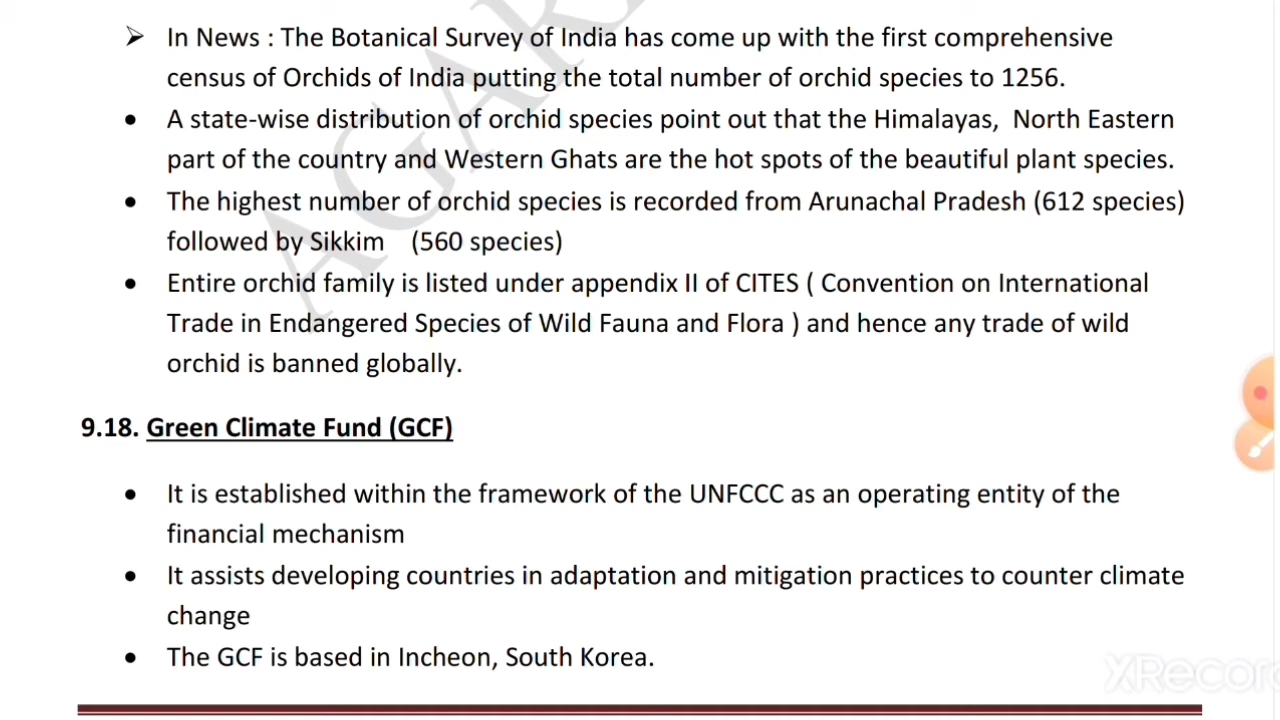 ➢ In News : The Botanical Survey of India has come up with the first comprehensive
census of Orchids of India putting the total number of orchid species to 1256.
• A state-wise distribution of orchid species point out that the Himalayas, North Eastern
part of the country and Western Ghats are the hot spots of the beautiful plant species.
• The highest number of orchid species is recorded from Arunachal Pradesh (612 species)
followed by Sikkim (560 species)
• Entire orchid family is listed under appendix II of CITES ( Convention on International
Trade in Endangered Species of Wild Fauna and Flora ) and hence any trade of wild
orchid is banned globally.
9.18. Green Climate Fund (GCF)
• It is established within the framework of the UNFCCC as an operating entity of the
financial mechanism
• It assists developing countries in adaptation and mitigation practices to counter climate
change
• The GCF is based in Incheon, South Korea.